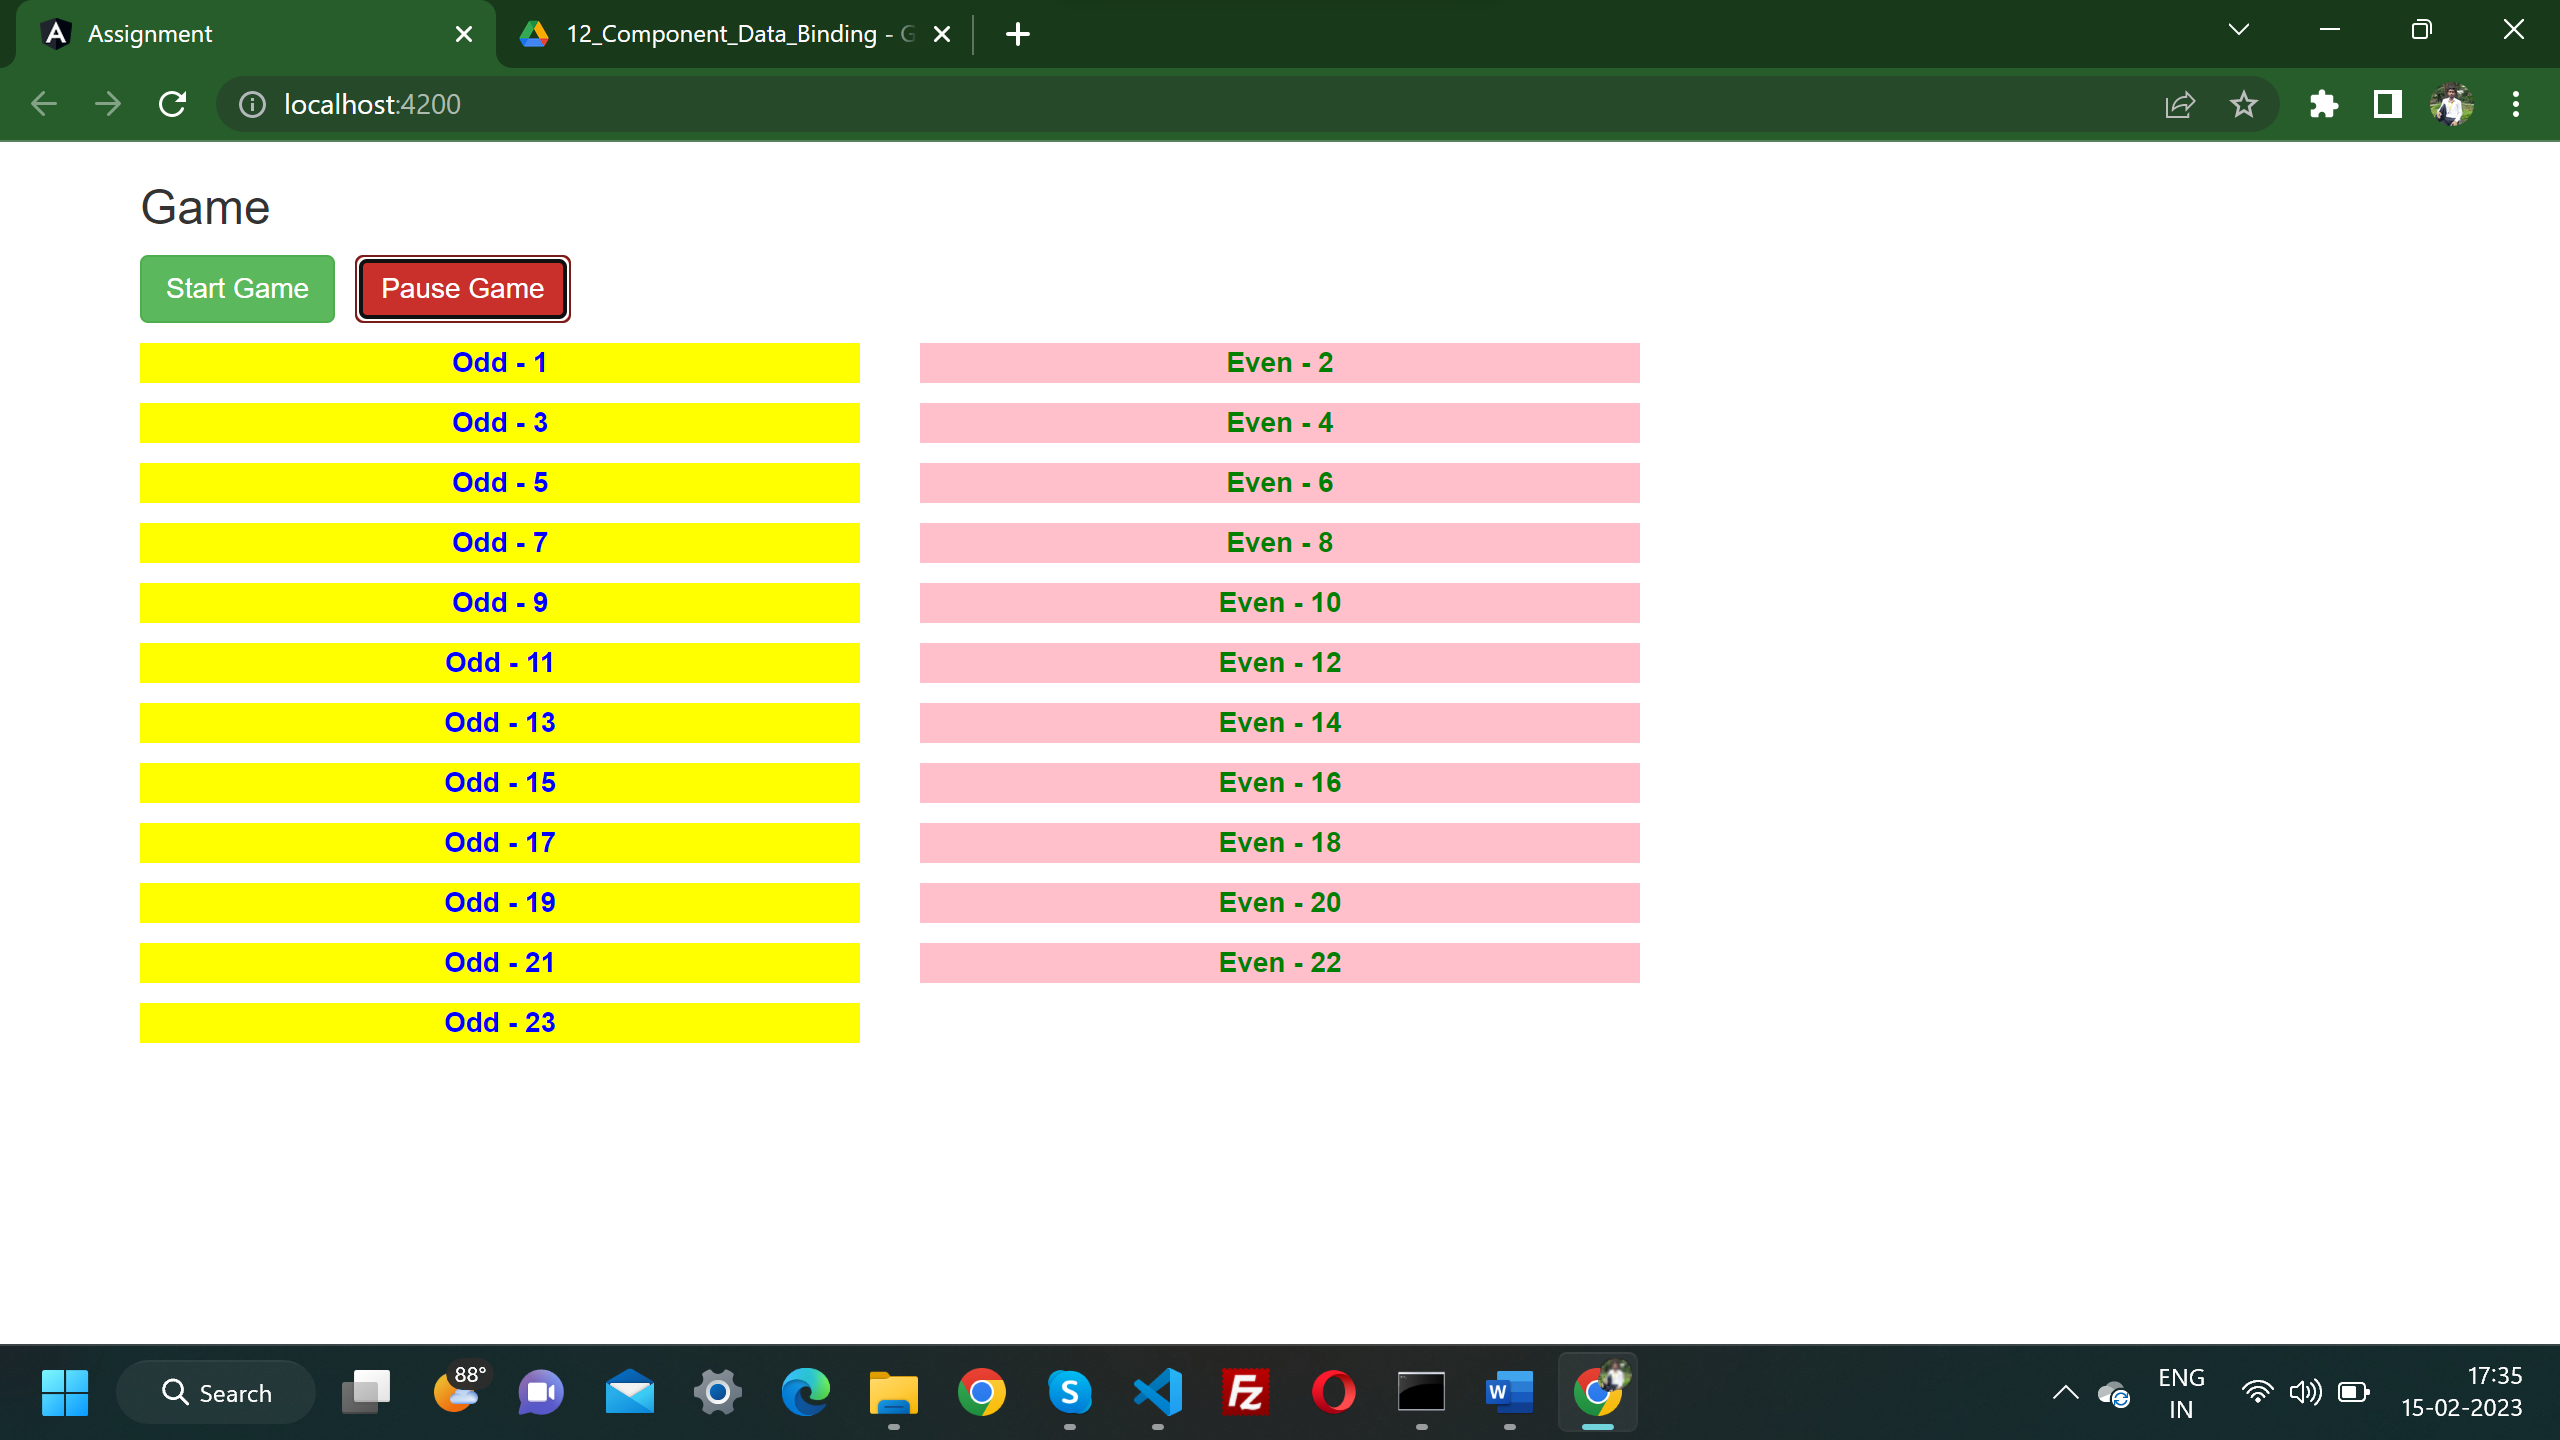 Assignment
12_Component_Data_Binding - G
localhost:4200
Game
Start Game Pause Game
Odd - 1 Even - 2
Odd - 3 Even - 4
Odd - 5 Even - 6
Odd - 7 Even - 8
Odd - 9 Even - 10
Odd - 11 Even - 12
Odd - 13 Even - 14
Odd - 15 Even - 16
Odd - 17 Even - 18
Odd - 19 Even - 20
Odd - 21 Even - 22
Odd - 23
Search
88°
ENG
IN
17:35
15-02-2023